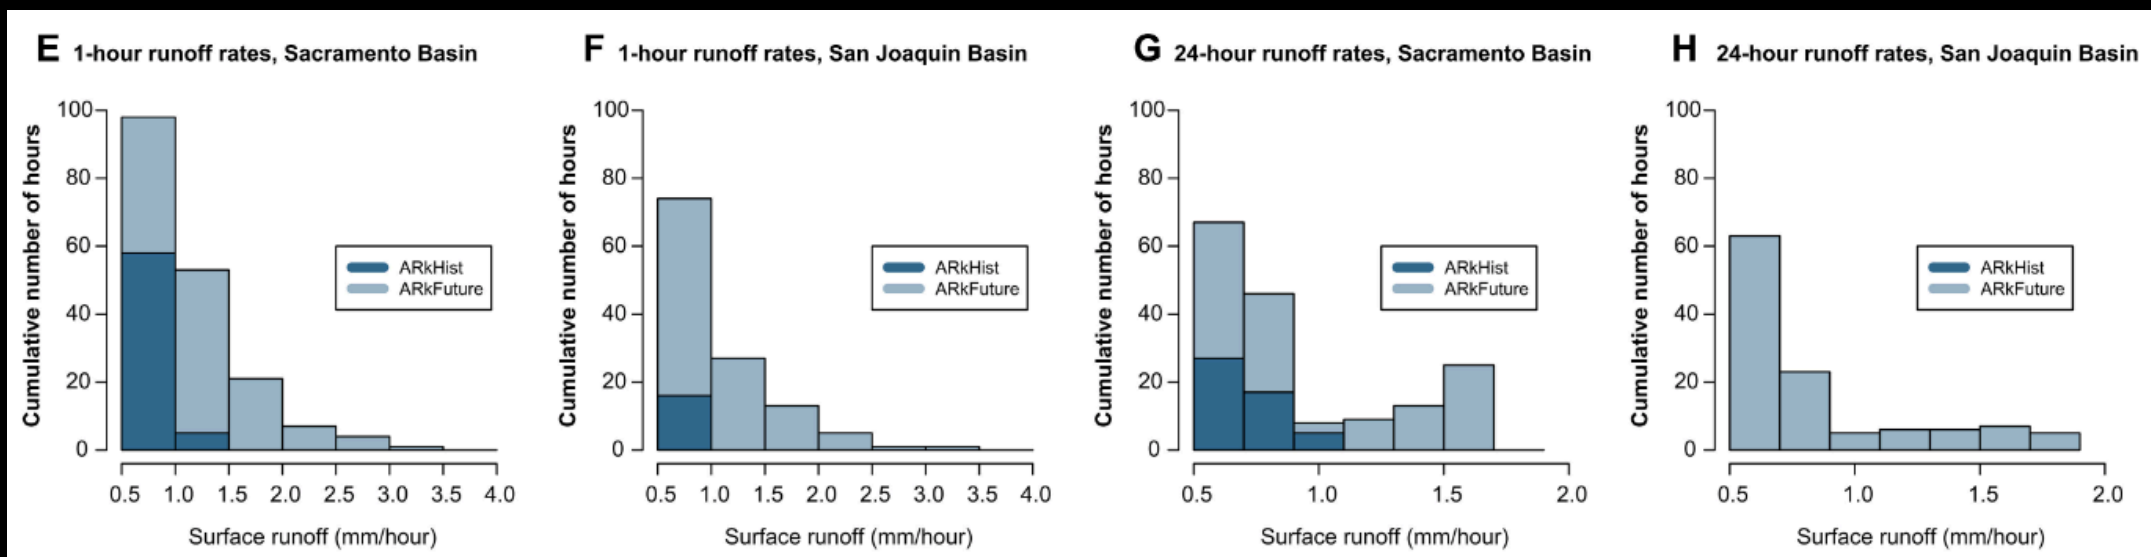 E 1-hour runoff rates, Sacramento Basin
Cumulative number of hours
100
80
60
40
20
0
ARkHist
ARkFuture
0.5 1.0 1.5 2.0 2.5 3.0 3.5 4.0
Surface runoff (mm/hour)
F 1-hour runoff rates, San Joaquin Basin
Cumulative number of hours
100
80
60
40
20
0
ARkHist
ARkFuture
0.5 1.0 1.5 2.0 2.5 3.0 3.5 4.0
Surface runoff (mm/hour)
G 24-hour runoff rates, Sacramento Basin
Cumulative number of hours
100
80
60
40
20
0
ARkHist
ARkFuture
0.5 1.0 1.5 2.0
Surface runoff (mm/hour)
H 24-hour runoff rates, San Joaquin Basin
Cumulative number of hours
100
80
60
40
20
0
ARkHist
ARkFuture
0.5 1.0 1.5 2.0
Surface runoff (mm/hour)